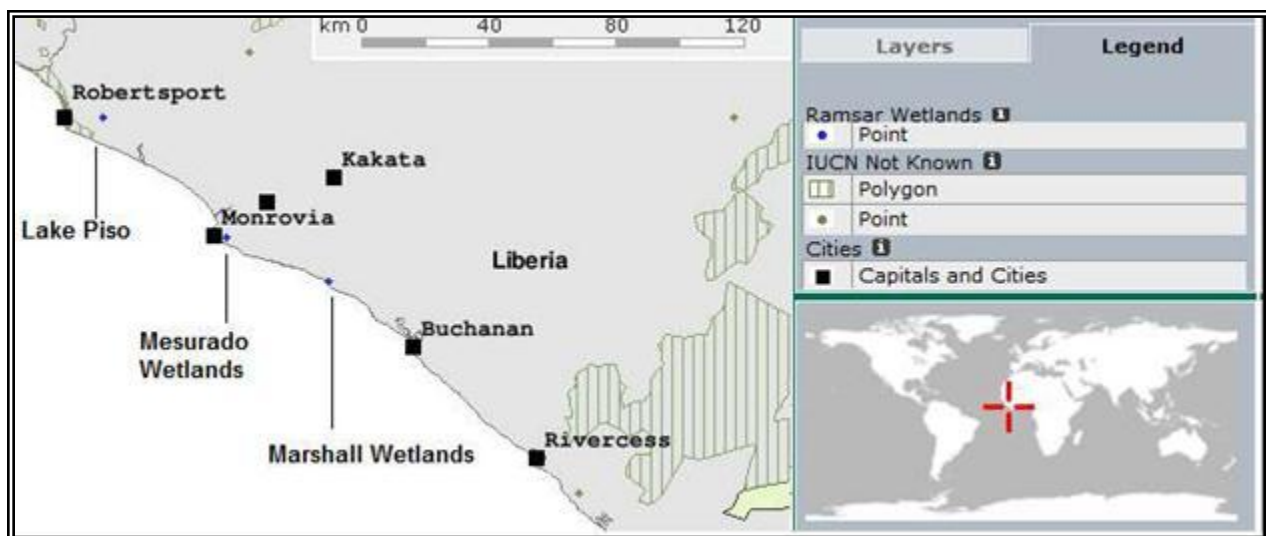 km 0 40 80 120
Robertsport
Kakata
Monrovia
Lake Piso
Liberia
Mesurado
Wetlands
Buchanan
Marshall Wetlands
Rivercess
Layers Legend
Ramsar Wetlands i
Point
IUCN Not Known i
Polygon
Point
Cities i
Capitals and Cities